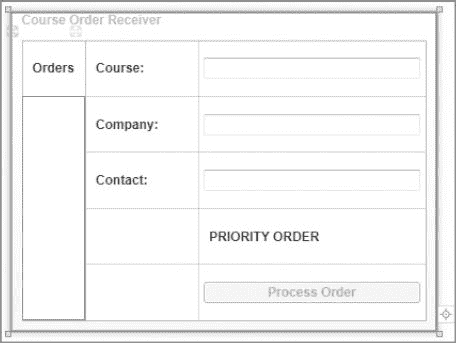 Course Order Receiver
Orders
Course:
Company:
Contact:
PRIORITY ORDER
Process Order